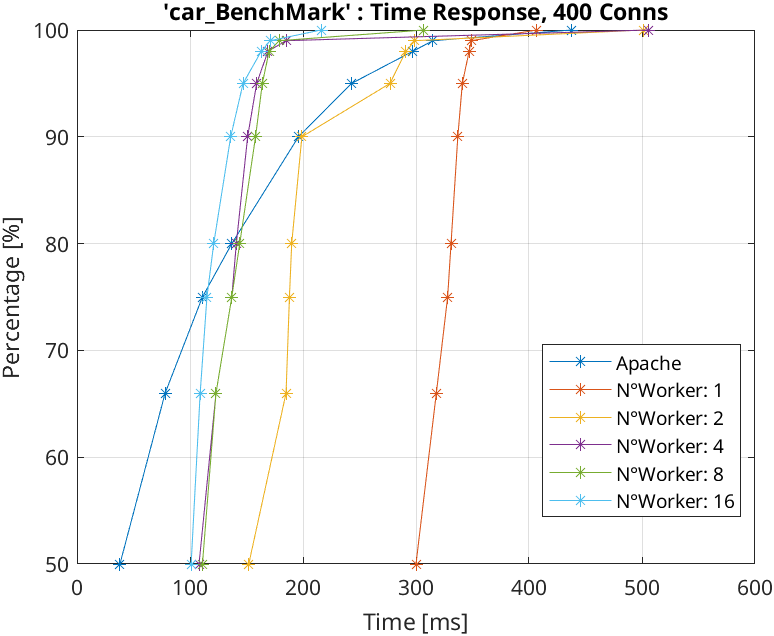 'car_BenchMark' : Time Response, 400 Conns
100
90
80
70
60
50
Percentage [%]
0 100 200 300 400 500 600
Time [ms]
Apache
N°Worker: 1
N°Worker: 2
N°Worker: 4
N°Worker: 8
N°Worker: 16